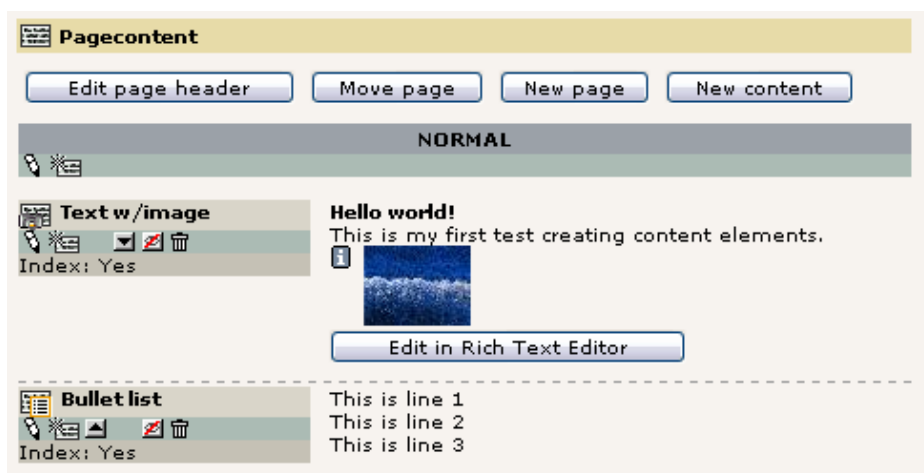 Pagecontent
Edit page header Move page New page New content
NORMAL
Text w/image
Index: Yes
Hello world!
This is my first test creating content elements.
Edit in Rich Text Editor
Bullet list
Index: Yes
This is line 1
This is line 2
This is line 3